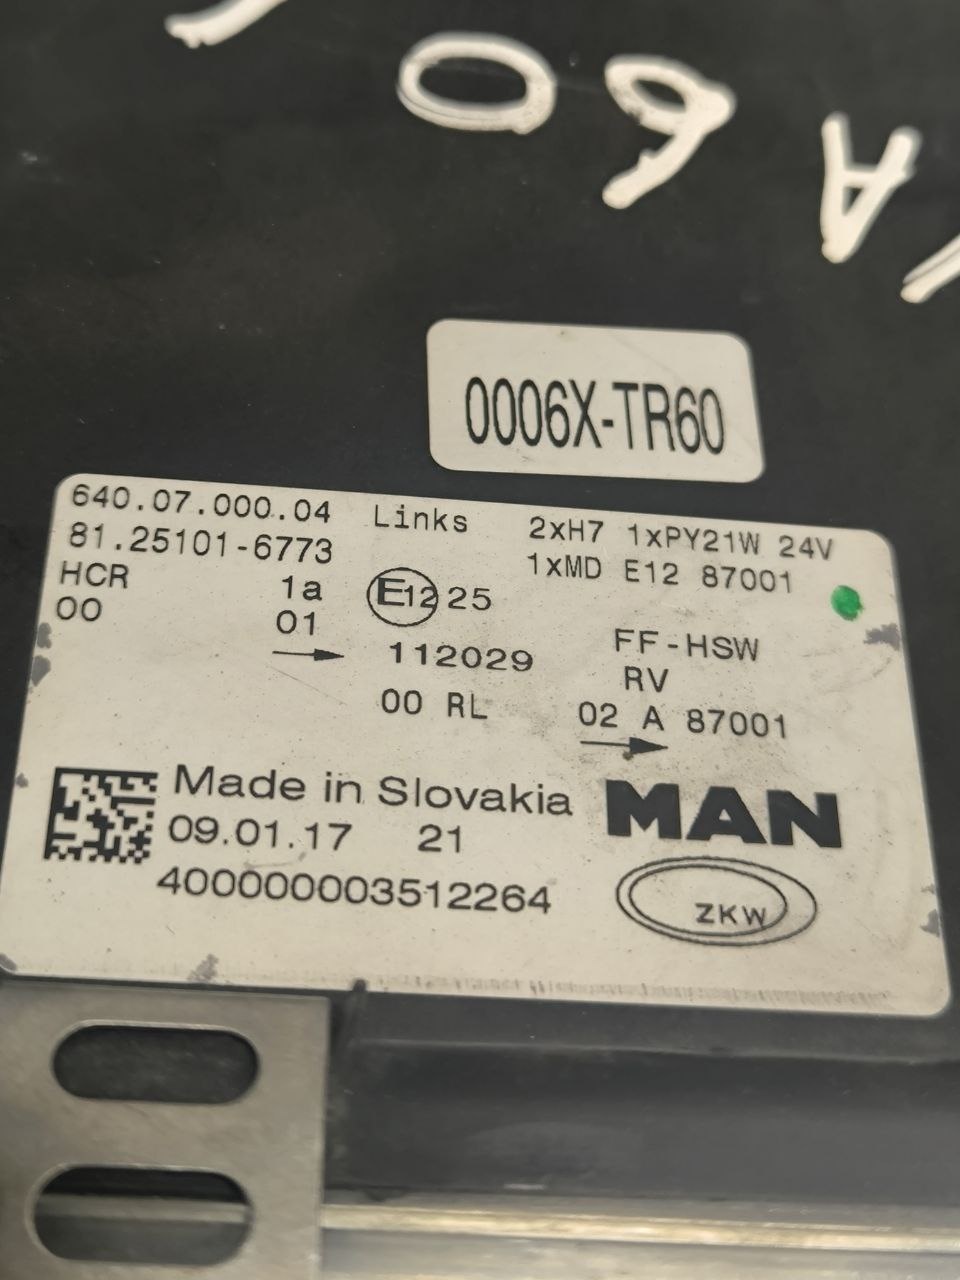 A60
0006X-TR60
640.07.000.04 Links 2xH7 1xPY21W 24V
81.25101-6773 1xMD E12 87001
HCR 1a E12 25
00 01 FF-HSW
→ 112029 RV
00 RL 02 A 87001
→
Made in Slovakia MAN
09.01.17 21
400000003512264 ZKW